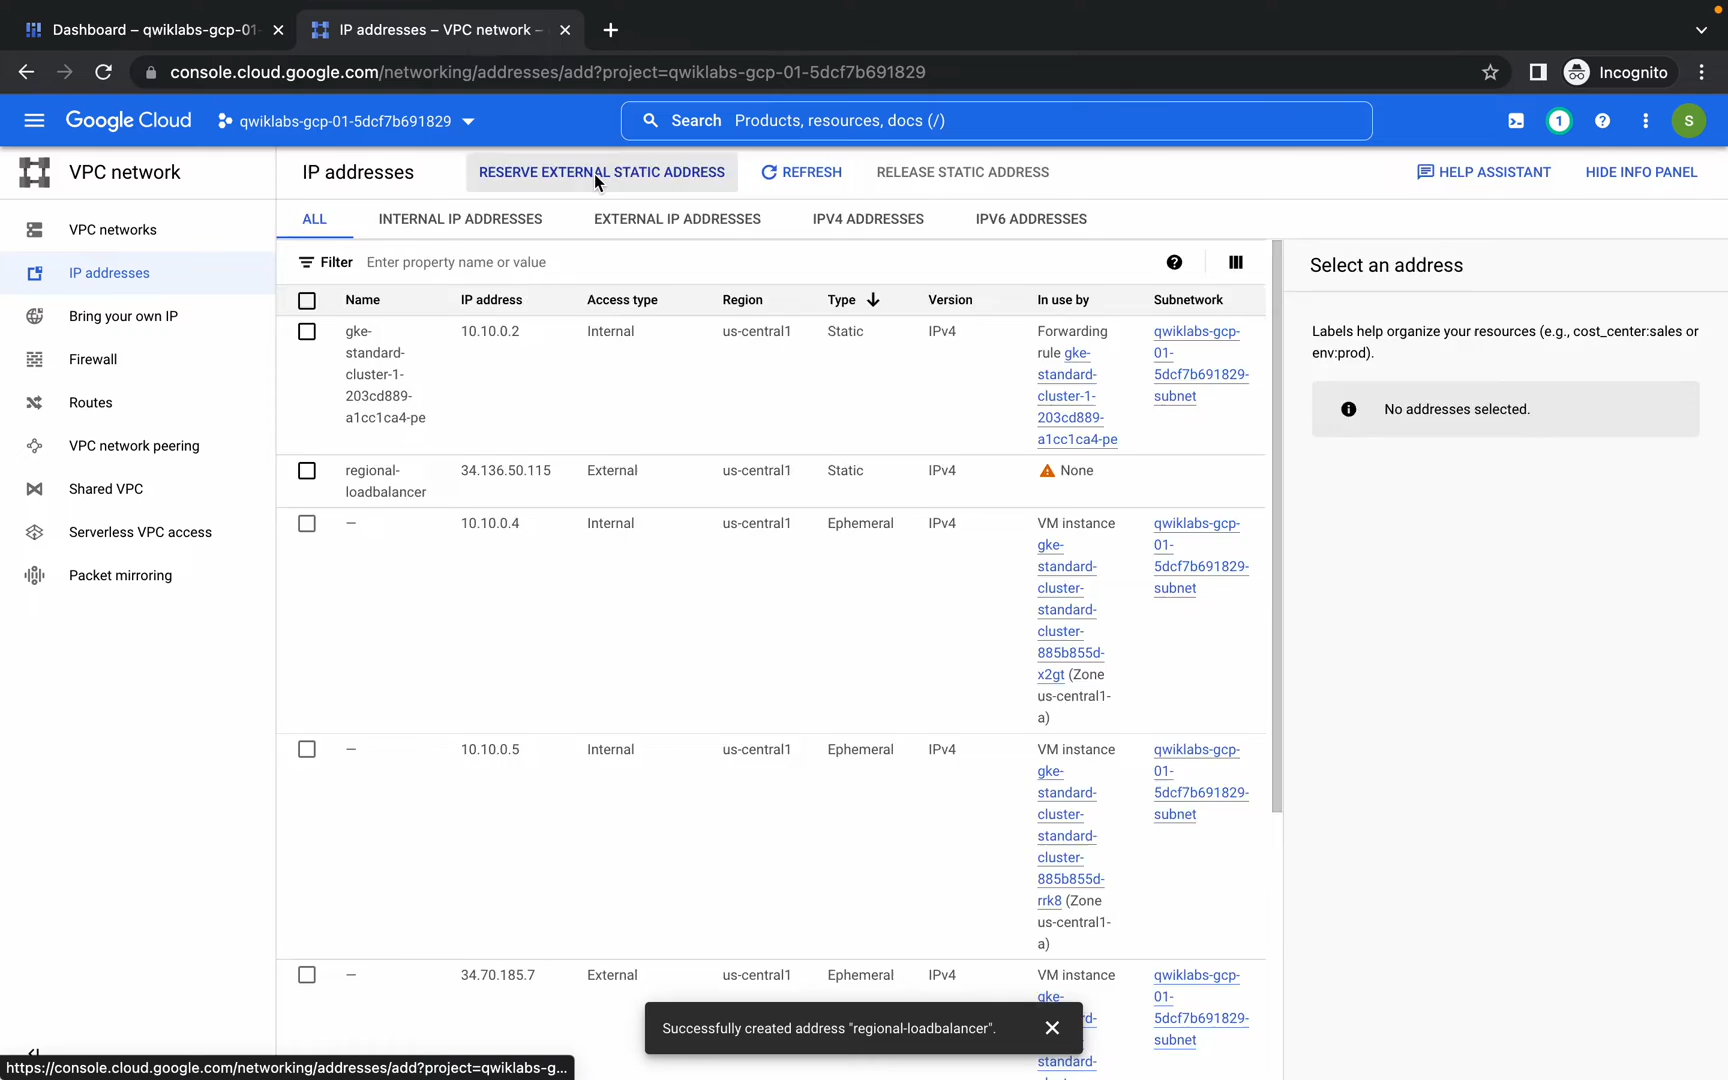 Dashboard – qwiklabs-gcp-01-
IP addresses – VPC network –
console.cloud.google.com/networking/addresses/add?project=qwiklabs-gcp-01-5dcf7b691829
Incognito
Google Cloud
qwiklabs-gcp-01-5dcf7b691829
Search Products, resources, docs (/)
1
S
VPC network
IP addresses
RESERVE EXTERNAL STATIC ADDRESS
REFRESH
RELEASE STATIC ADDRESS
HELP ASSISTANT
HIDE INFO PANEL
VPC networks
IP addresses
Bring your own IP
Firewall
Routes
VPC network peering
Shared VPC
Serverless VPC access
Packet mirroring
ALL
INTERNAL IP ADDRESSES
EXTERNAL IP ADDRESSES
IPV4 ADDRESSES
IPV6 ADDRESSES
Filter Enter property name or value
Name IP address Access type Region Type Version In use by Subnetwork
gke-
standard-
cluster-1-
203cd889-
a1cc1ca4-pe
10.10.0.2
Internal
us-central1
Static
IPv4
Forwarding
rule gke-
standard-
cluster-1-
203cd889-
a1cc1ca4-pe
qwiklabs-gcp-
01-
5dcf7b691829-
subnet
regional-
loadbalancer
34.136.50.115
External
us-central1
Static
IPv4
None
—
10.10.0.4
Internal
us-central1
Ephemeral
IPv4
VM instance
gke-
standard-
cluster-
standard-
cluster-
885b855d-
x2gt (Zone
us-central1-
a)
qwiklabs-gcp-
01-
5dcf7b691829-
subnet
—
10.10.0.5
Internal
us-central1
Ephemeral
IPv4
VM instance
gke-
standard-
cluster-
standard-
cluster-
885b855d-
rrk8 (Zone
us-central1-
a)
qwiklabs-gcp-
01-
5dcf7b691829-
subnet
—
34.70.185.7
External
us-central1
Ephemeral
IPv4
VM instance
gke-
standard-
qwiklabs-gcp-
01-
5dcf7b691829-
subnet
Select an address
Labels help organize your resources (e.g., cost_center:sales or
env:prod).
No addresses selected.
Successfully created address "regional-loadbalancer".
https://console.cloud.google.com/networking/addresses/add?project=qwiklabs-g...